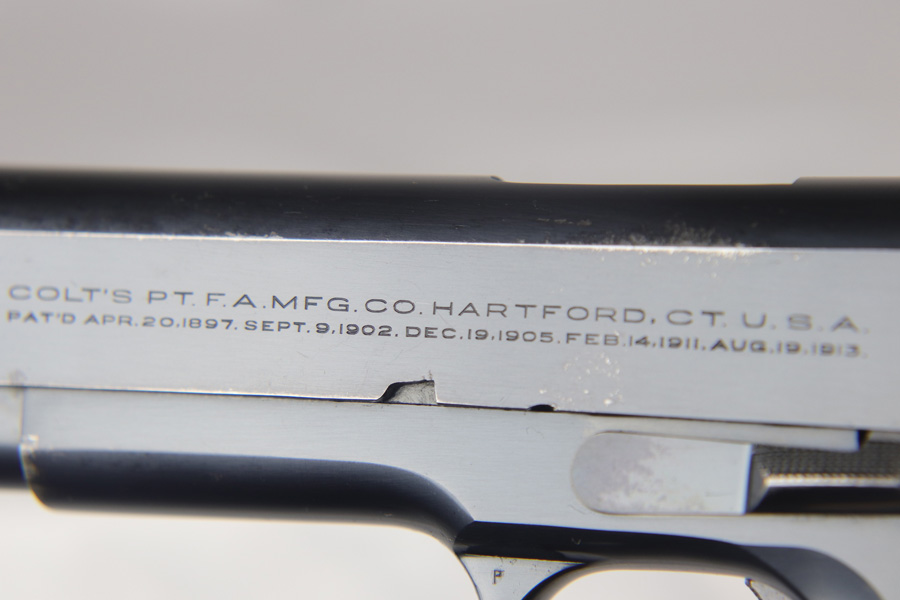 COLT'S PT. F. A. MFG. CO. HARTFORD, CT. U. S. A.
PAT'D APR. 20, 1897. SEPT. 9, 1902. DEC. 19, 1905. FEB. 14, 1911. AUG. 19, 1913.
P